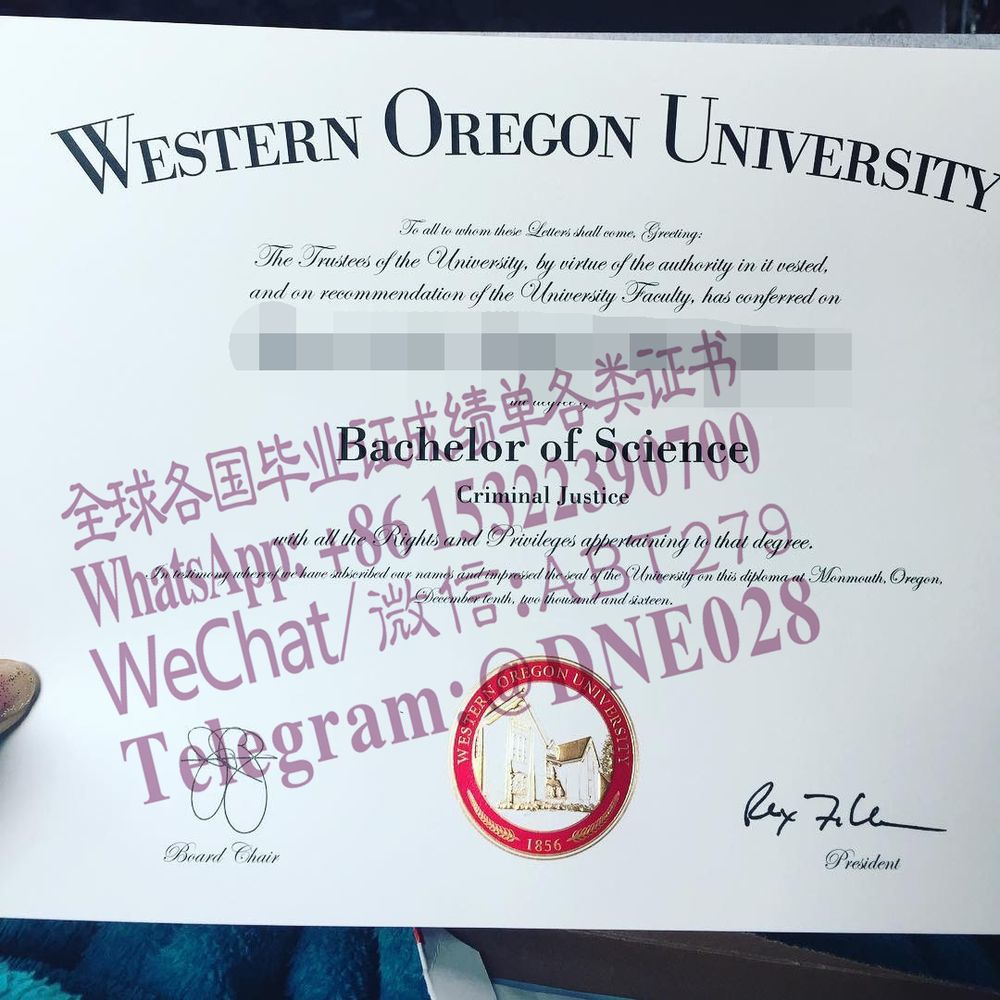 WESTERN OREGON UNIVERSITY
To all to whom these Letters shall come, Greeting:
The Trustees of the University, by virtue of the authority in it vested,
and on recommendation of the University Faculty, has conferred on
全球各国毕业证成绩单各类证书
Bachelor of Science
Criminal Justice
WhatsApp: +86 15322390700
with all the Rights and Privileges appertaining to that degree.
In testimony whereof we have subscribed our names and impressed the seal of the University on this diploma at Monmouth, Oregon,
December tenth, two thousand and sixteen.
WeChat/微信:ABT279
Telegram:@DNE028
WESTERN OREGON UNIVERSITY
1856
Board Chair
President